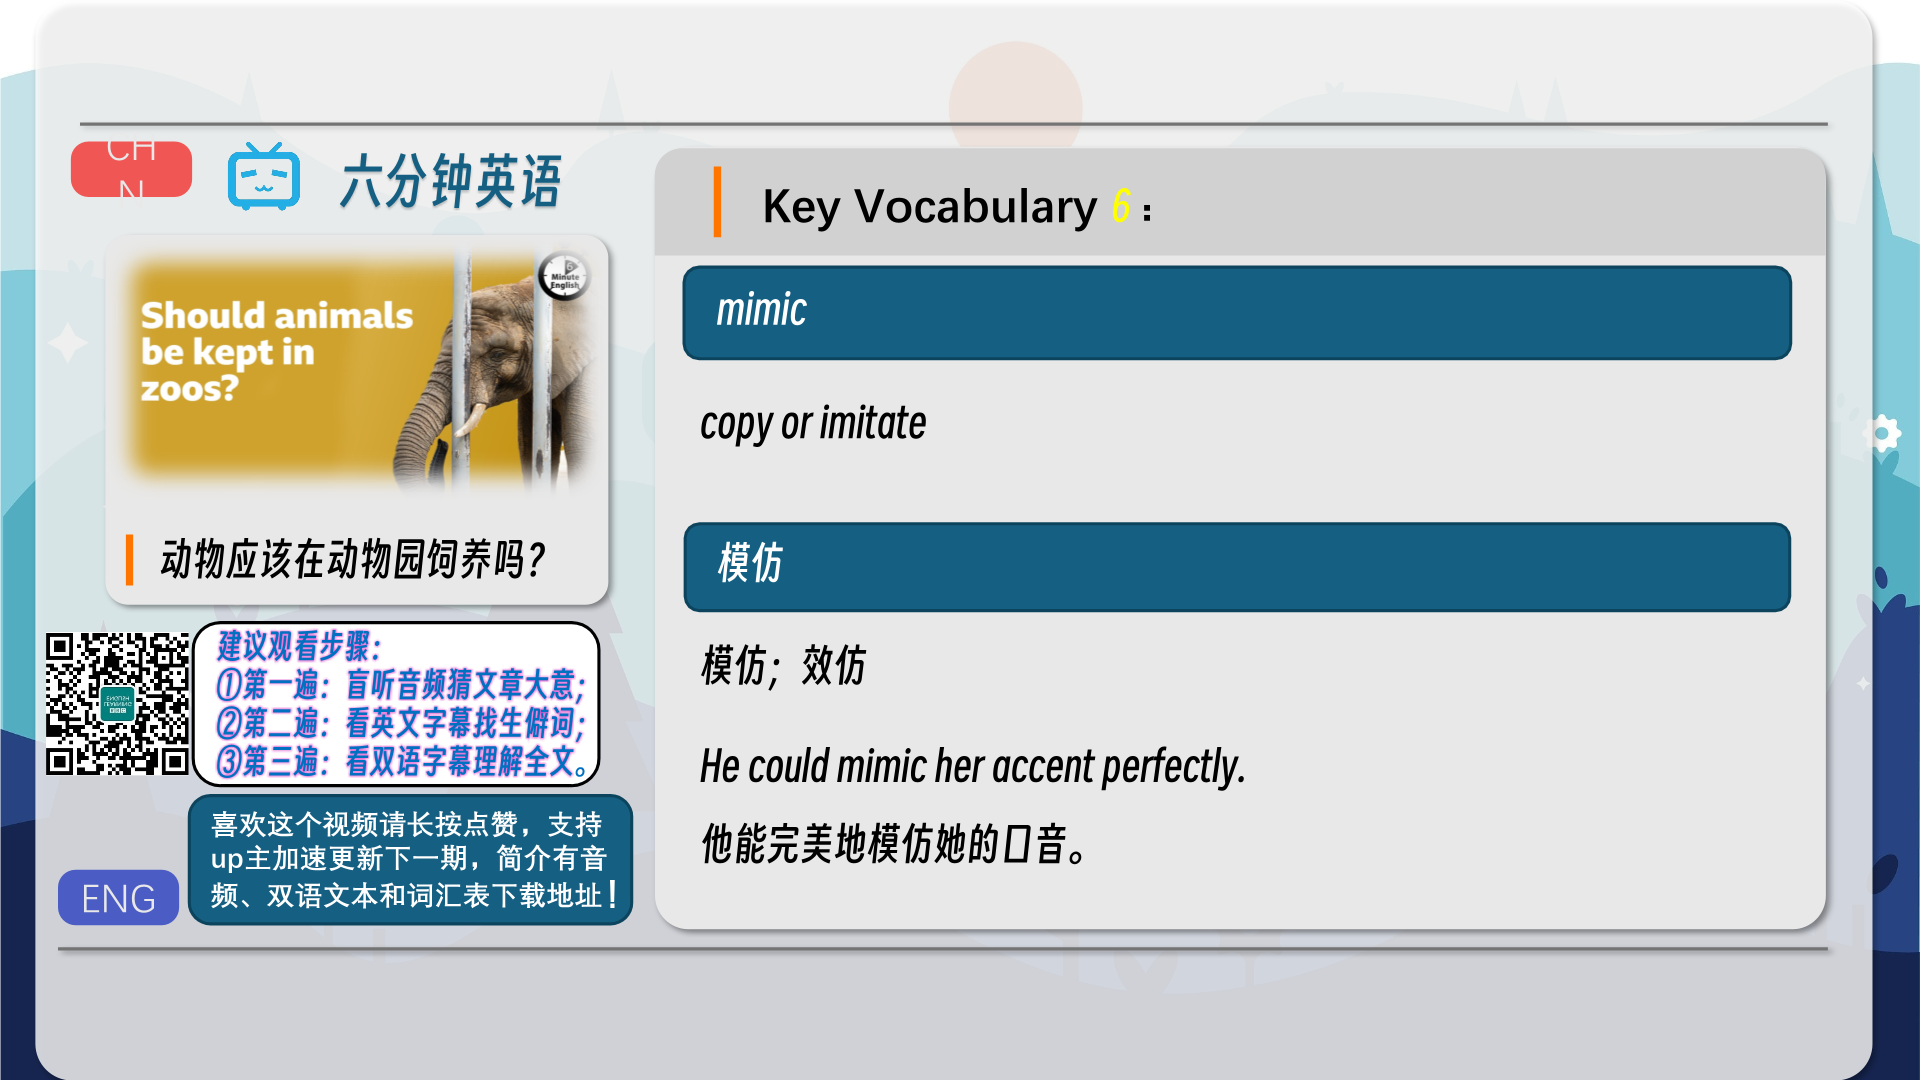 CH
N
六分钟英语
Should animals
be kept in
zoos?
6
Minute
English
动物应该在动物园饲养吗?
建议观看步骤:
①第一遍: 盲听音频猜文章大意;
②第二遍: 看英文字幕找生僻词;
③第三遍: 看双语字幕理解全文。
喜欢这个视频请长按点赞，支持
up主加速更新下一期，简介有音
频、双语文本和词汇表下载地址!
ENG
Key Vocabulary 6 :
mimic
copy or imitate
模仿
模仿; 效仿
He could mimic her accent perfectly.
他能完美地模仿她的口音。